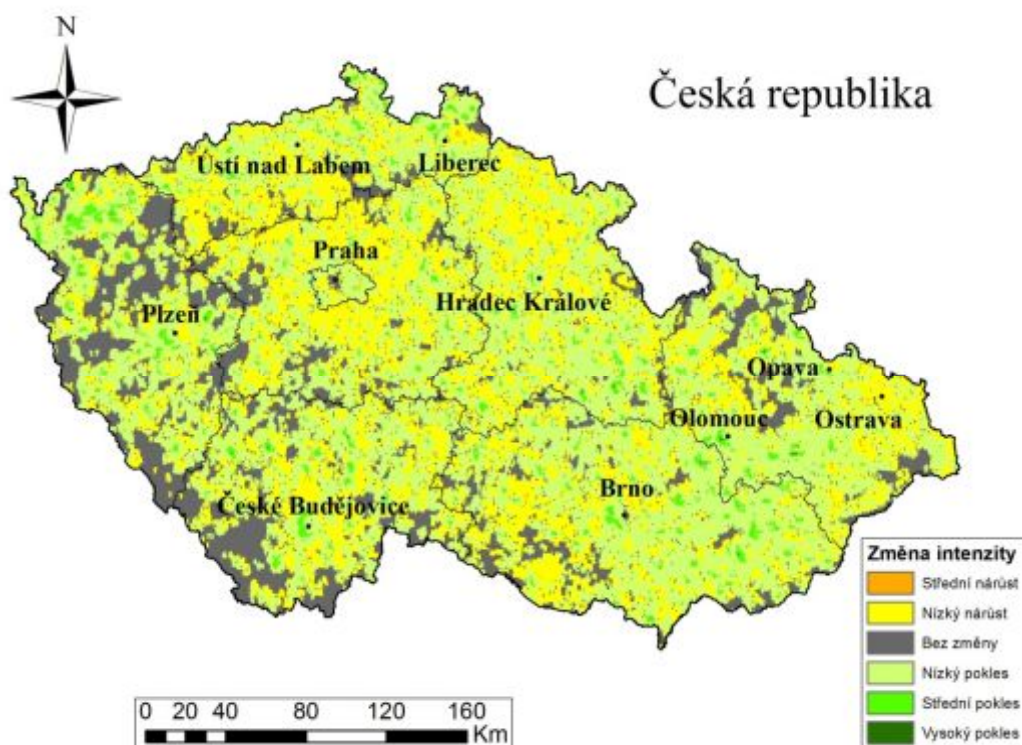 N
Česká republika
Ústí nad Labem
Liberec
Praha
Hradec Králové
Plzeň
Opava
Olomouc
Ostrava
Brno
České Budějovice
Změna intenzity
Střední nárůst
Nízký nárůst
Bez změny
Nízký pokles
Střední pokles
Vysoký pokles
0 20 40 80 120 160
Km